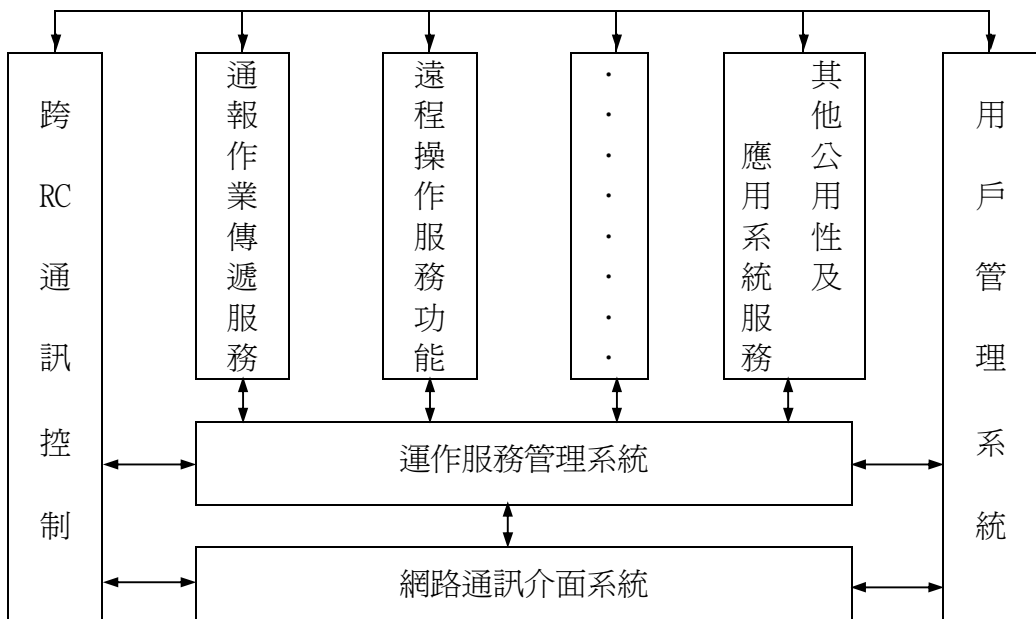 跨RC通訊控制
通報作業傳遞服務
遠程操作服務功能
．．．．．．．．
其他公用性及
應用系統服務
用戶管理系統
運作服務管理系統
網路通訊介面系統